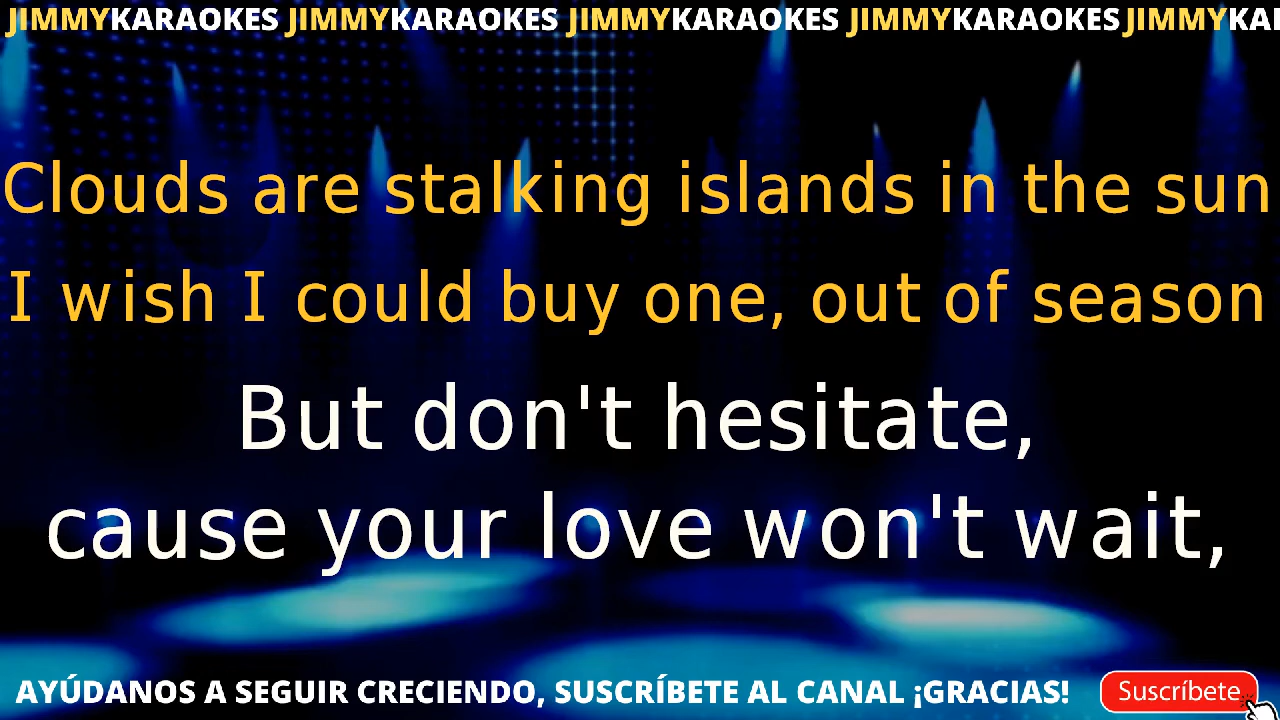 JIMMYKARAOKES JIMMYKARAOKES JIMMYKARAOKES JIMMYKARAOKES JIMMYKA
Clouds are stalking islands in the sun
I wish I could buy one, out of season
But don't hesitate,
cause your love won't wait,
AYÚDANOS A SEGUIR CRECIENDO, SUSCRÍBETE AL CANAL ¡GRACIAS! Suscríbete